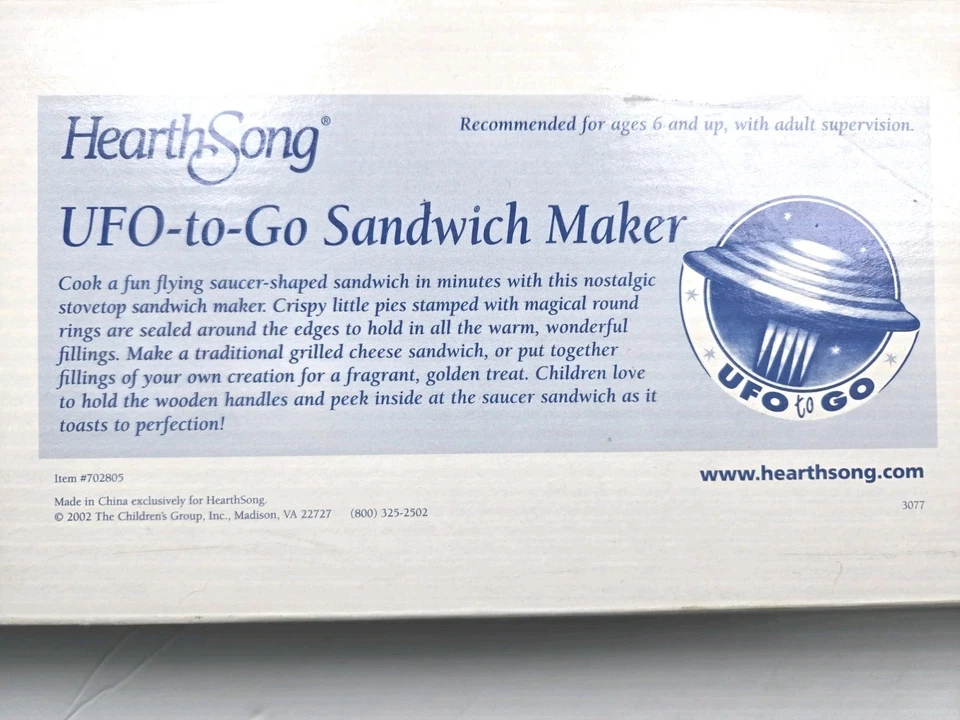 HearthSong®
Recommended for ages 6 and up, with adult supervision.
UFO-to-Go Sandwich Maker
Cook a fun flying saucer-shaped sandwich in minutes with this nostalgic
stovetop sandwich maker. Crispy little pies stamped with magical round
rings are sealed around the edges to hold in all the warm, wonderful
fillings. Make a traditional grilled cheese sandwich, or put together
fillings of your own creation for a fragrant, golden treat. Children love
to hold the wooden handles and peek inside at the saucer sandwich as it
toasts to perfection!
UFO to GO
Item #702805
www.hearthsong.com
Made in China exclusively for HearthSong.
© 2002 The Children's Group, Inc., Madison, VA 22727 (800) 325-2502
3077